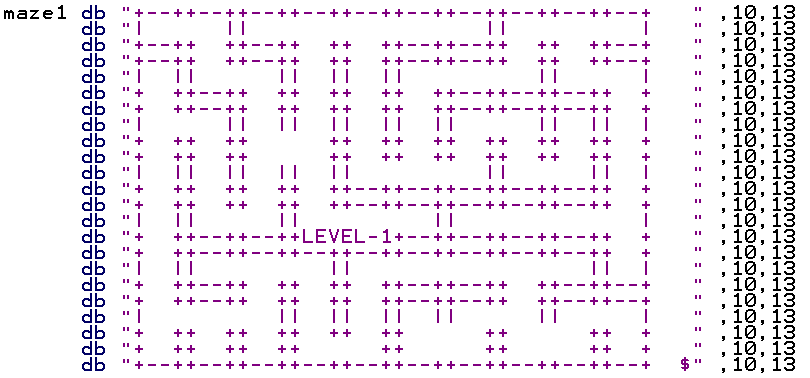 maze1 db "+--++--++--++--++--++--++--++--++--++--+   " ,10,13
      db "|      ||                  ||          |   " ,10,13
      db "+--++  ++--++  ++  ++--++--++  ++  ++--+   " ,10,13
      db "+--++  ++--++  ++  ++--++--++  ++  ++--+   " ,10,13
      db "|  ||      ||  ||  ||          ||      |   " ,10,13
      db "+  ++--++  ++  ++  ++  ++--++--++--++  +   " ,10,13
      db "+  ++--++  ++  ++  ++  ++--++--++--++  +   " ,10,13
      db "|      ||  ||  ||  ||  ||      ||  ||  |   " ,10,13
      db "+  ++  ++      ++  ++  ++  ++  ++  ++  +   " ,10,13
      db "+  ++  ++      ++  ++  ++  ++  ++  ++  +   " ,10,13
      db "|  ||  ||  ||  ||          ||      ||  |   " ,10,13
      db "+  ++  ++  ++  ++--++--++--++--++--++  +   " ,10,13
      db "+  ++  ++  ++  ++--++--++--++--++--++  +   " ,10,13
      db "|  ||      ||          ||              |   " ,10,13
      db "+  ++--++--++LEVEL-1+--++--++--++--++  +   " ,10,13
      db "+  ++--++--++--++--++--++--++--++--++  +   " ,10,13
      db "|  ||          ||                  ||  |   " ,10,13
      db "+  ++--++  ++  ++  ++--++--++  ++--++--+   " ,10,13
      db "+  ++--++  ++  ++  ++--++--++  ++--++--+   " ,10,13
      db "|          ||  ||  ||  ||      ||      |   " ,10,13
      db "+  ++  ++  ++  ++  ++      ++      ++  +   " ,10,13
      db "+  ++  ++  ++      ++      ++      ++  +   " ,10,13
      db "+--++--++--++--++--++--++--++--++--++--+  $" ,10,13